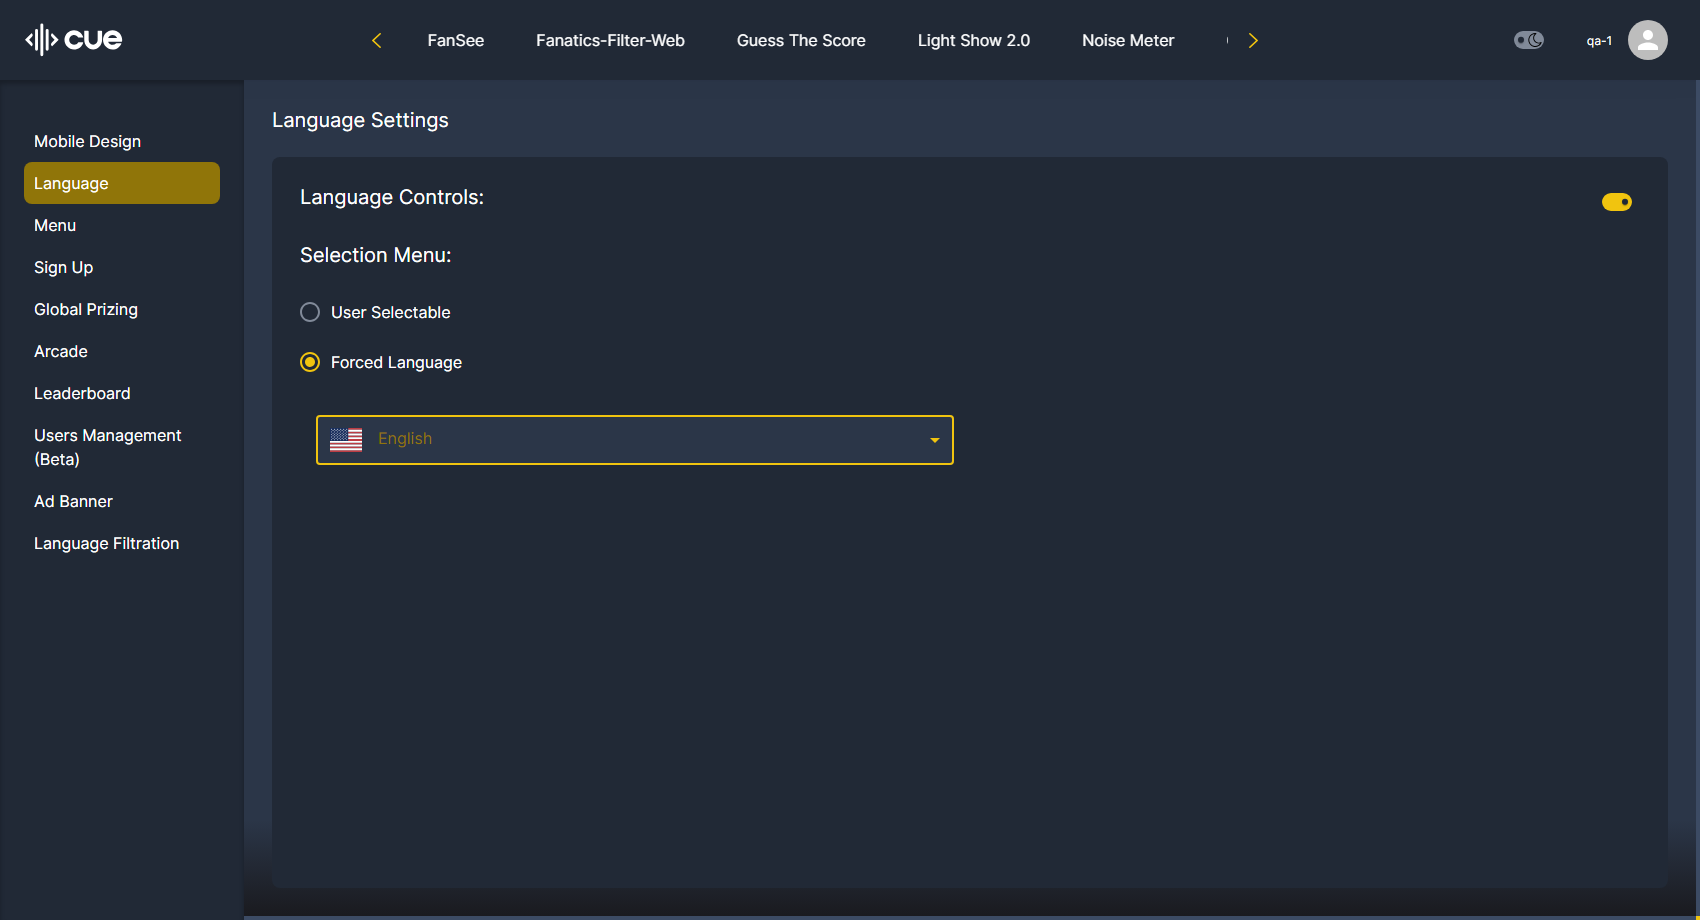 cue
FanSee
Fanatics-Filter-Web
Guess The Score
Light Show 2.0
Noise Meter
qa-1
Mobile Design
Language
Menu
Sign Up
Global Prizing
Arcade
Leaderboard
Users Management
(Beta)
Ad Banner
Language Filtration
Language Settings
Language Controls:
Selection Menu:
User Selectable
Forced Language
English